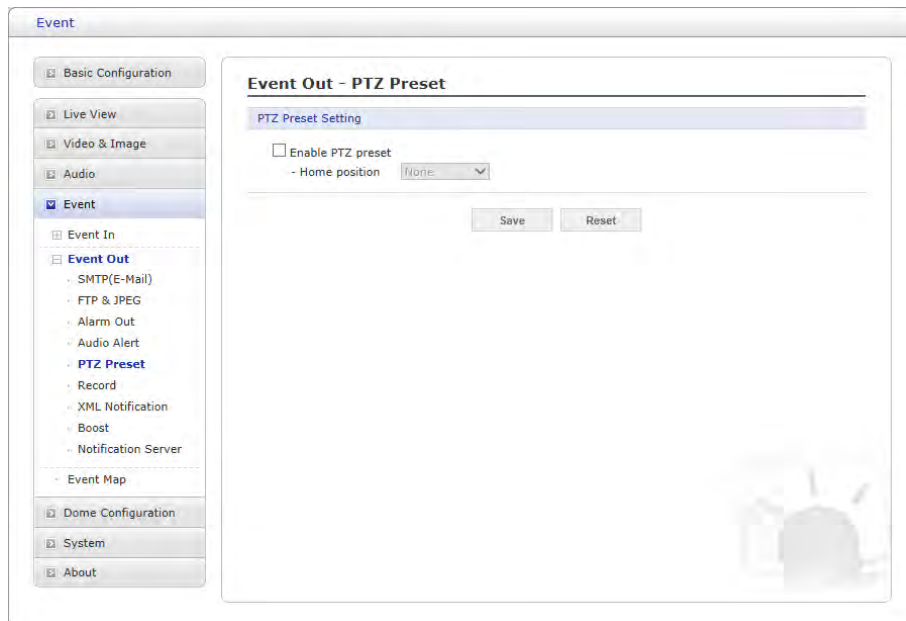 Event
Basic Configuration
Live View
Video & Image
Audio
Event
Event In
Event Out
SMTP(E-Mail)
FTP & JPEG
Alarm Out
Audio Alert
PTZ Preset
Record
XML Notification
Boost
Notification Server
Event Map
Dome Configuration
System
About
Event Out - PTZ Preset
PTZ Preset Setting
Enable PTZ preset
- Home position None
Save Reset